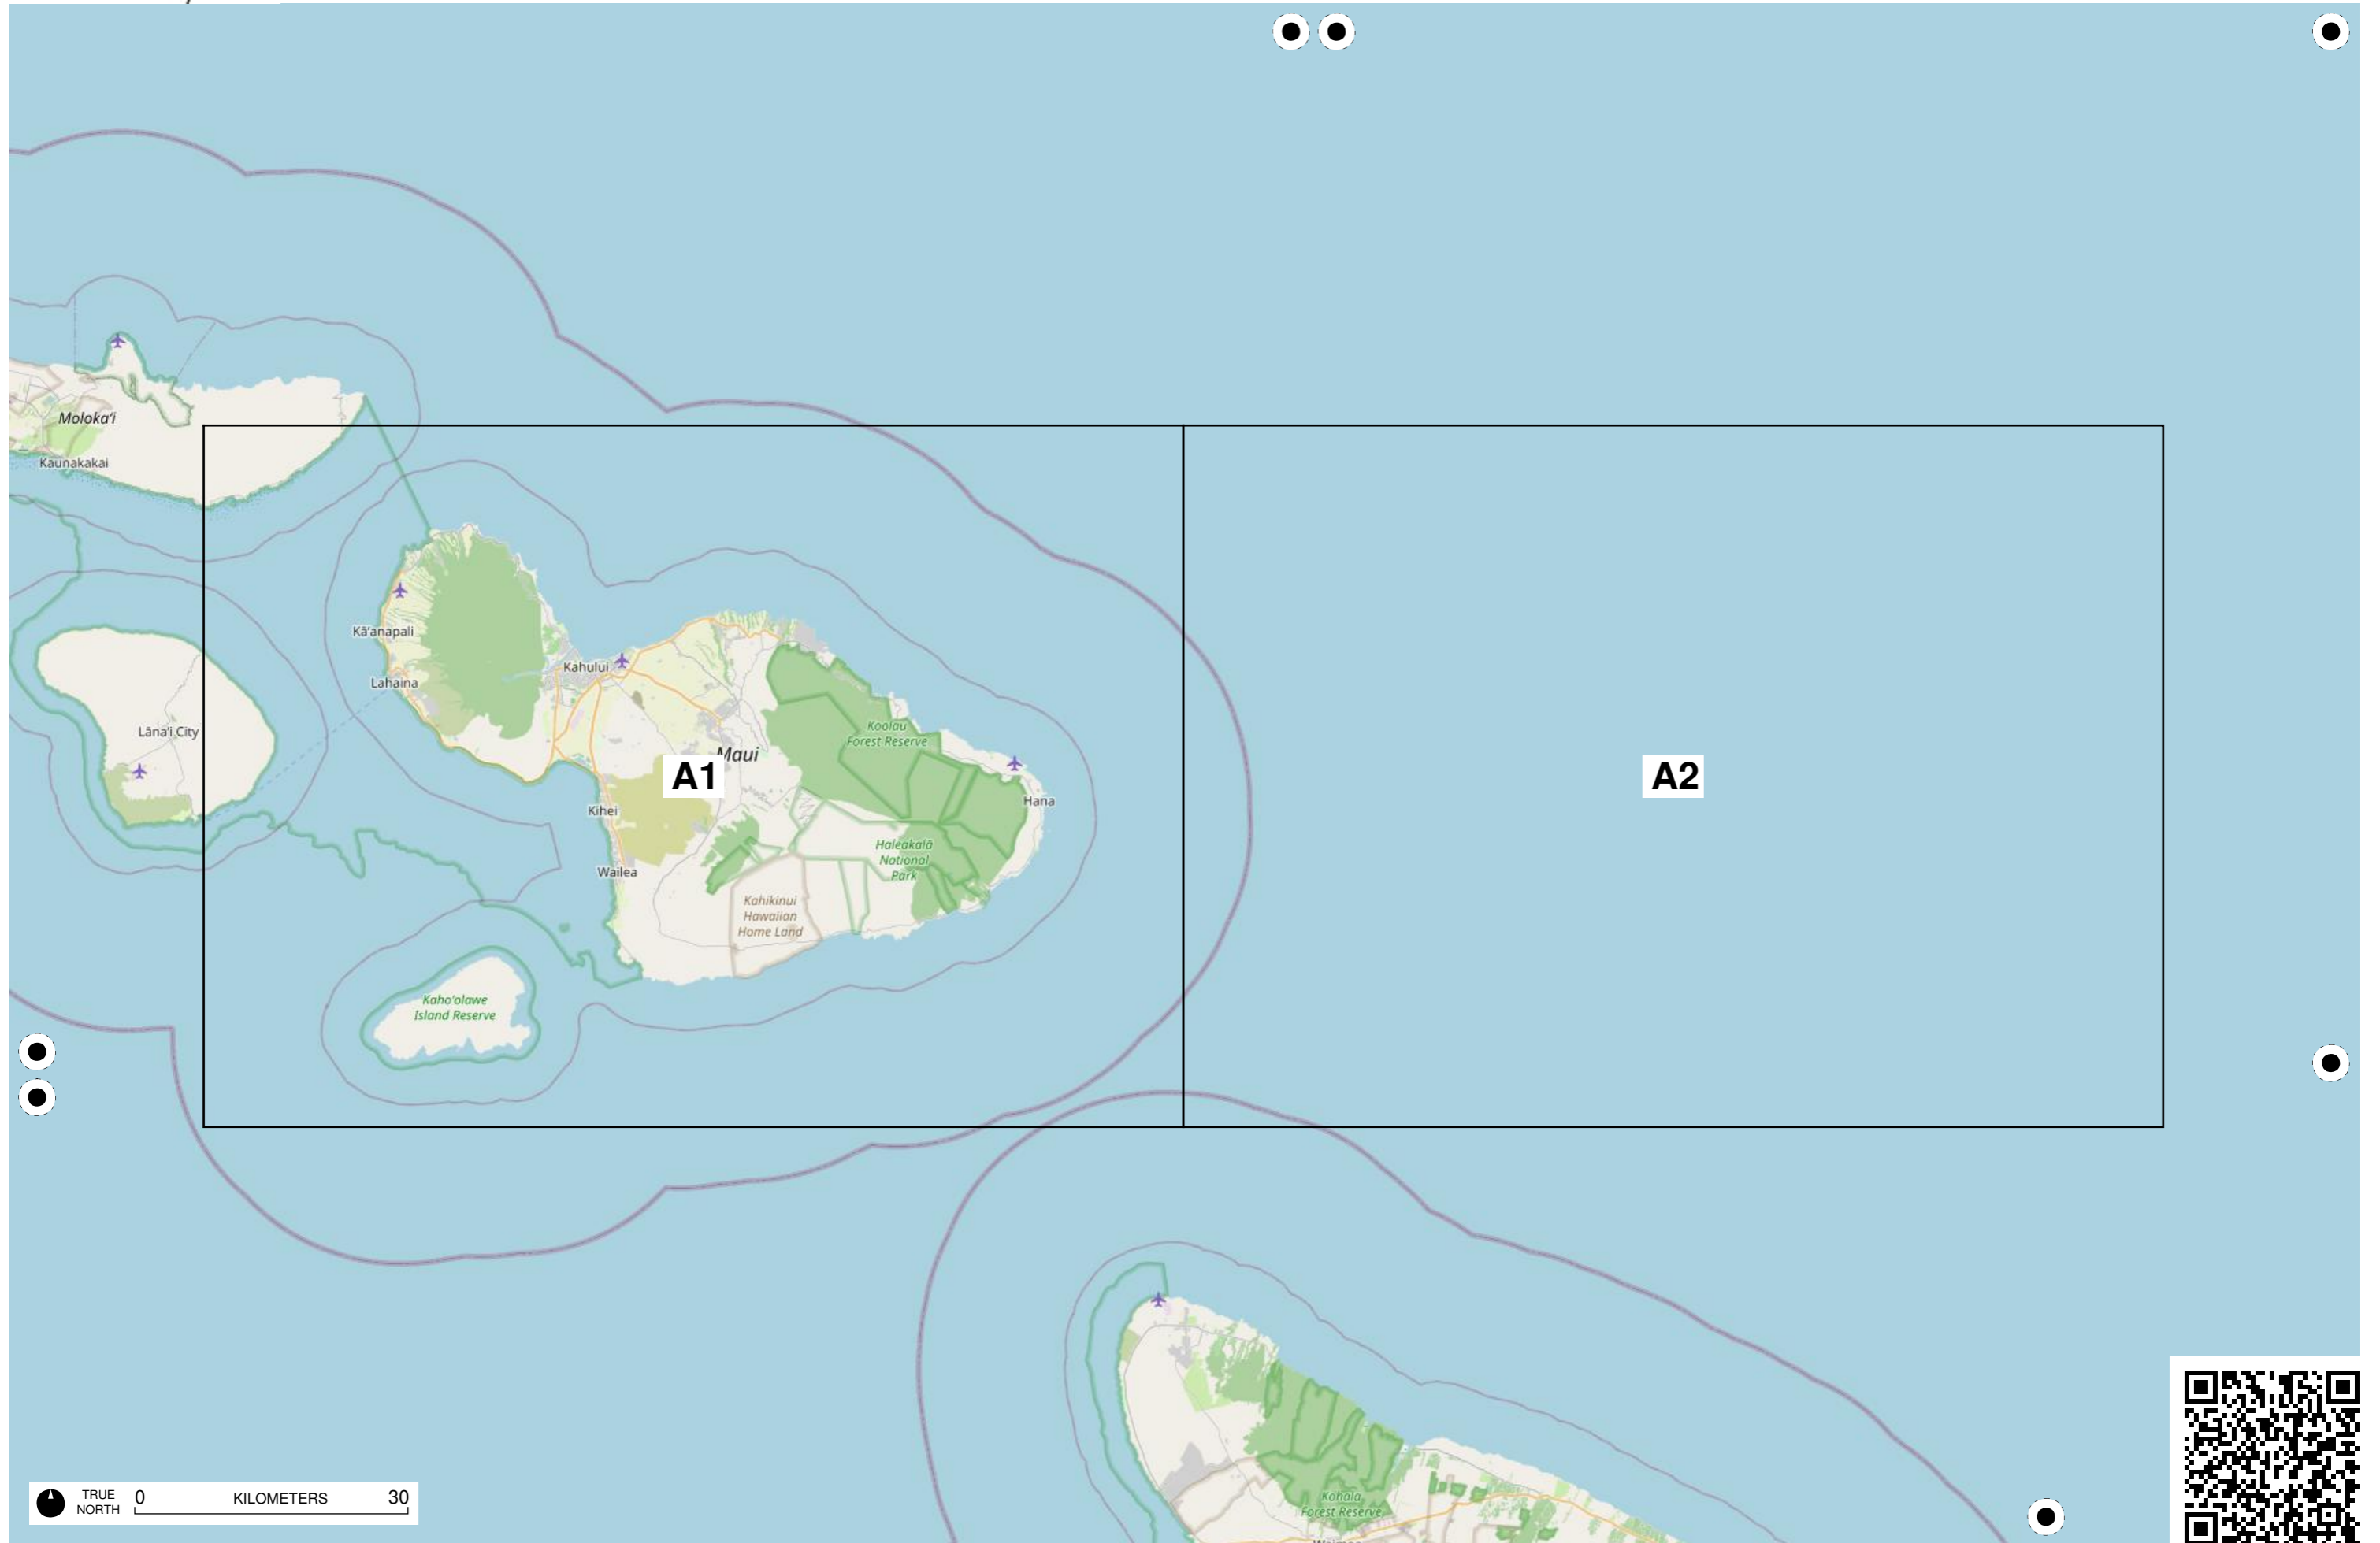 Moloka'i
Kaunakakai
Kā'anapali
Kahului
Lahaina
Koolau
Forest Reserve
Lāna'i City
Maui
A1
A2
Hana
Kihei
Haleakalā
National
Park
Wailea
Kahikinui
Hawaiian
Home Land
Kaho'olawe
Island Reserve
TRUE
NORTH
0
KILOMETERS
30
Kohala
Forest Reserve